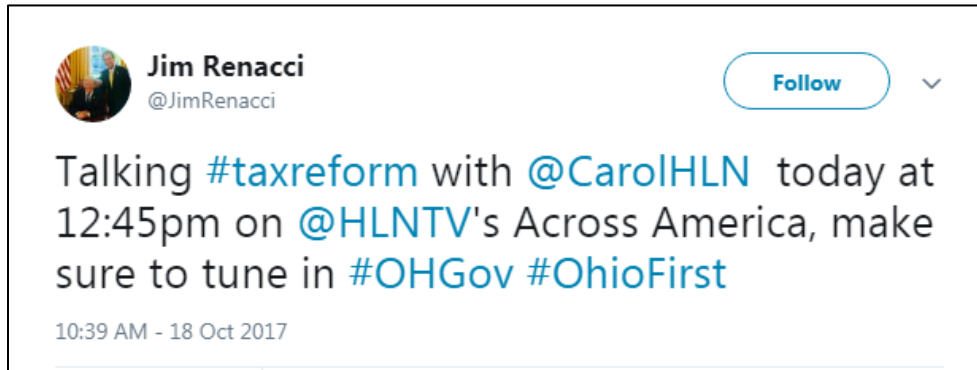 Jim Renacci
@JimRenacci
Follow
Talking #taxreform with @CarolHLN today at
12:45pm on @HLNTV's Across America, make
sure to tune in #OHGov #OhioFirst
10:39 AM - 18 Oct 2017